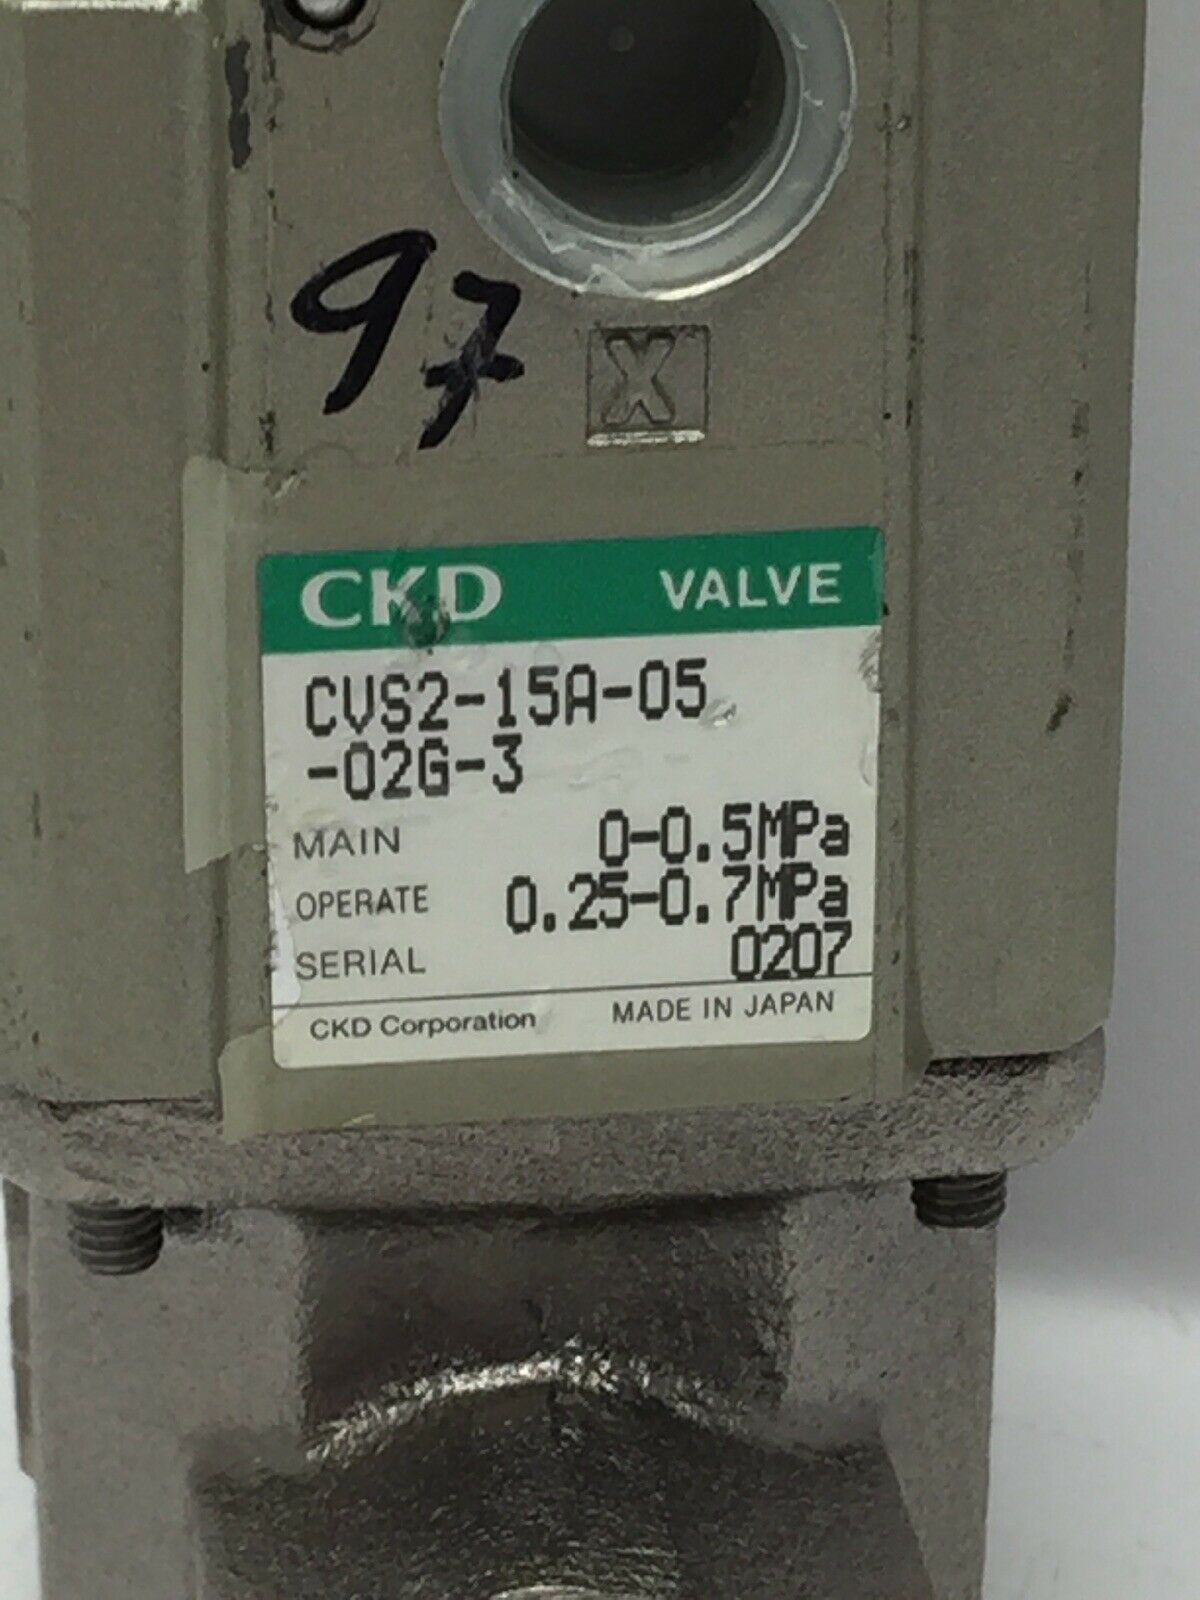 97
X
CKD VALVE
CVS2-15A-05
-02G-3
MAIN 0-0.5MPa
OPERATE 0.25-0.7MPa
SERIAL 0207
CKD Corporation MADE IN JAPAN